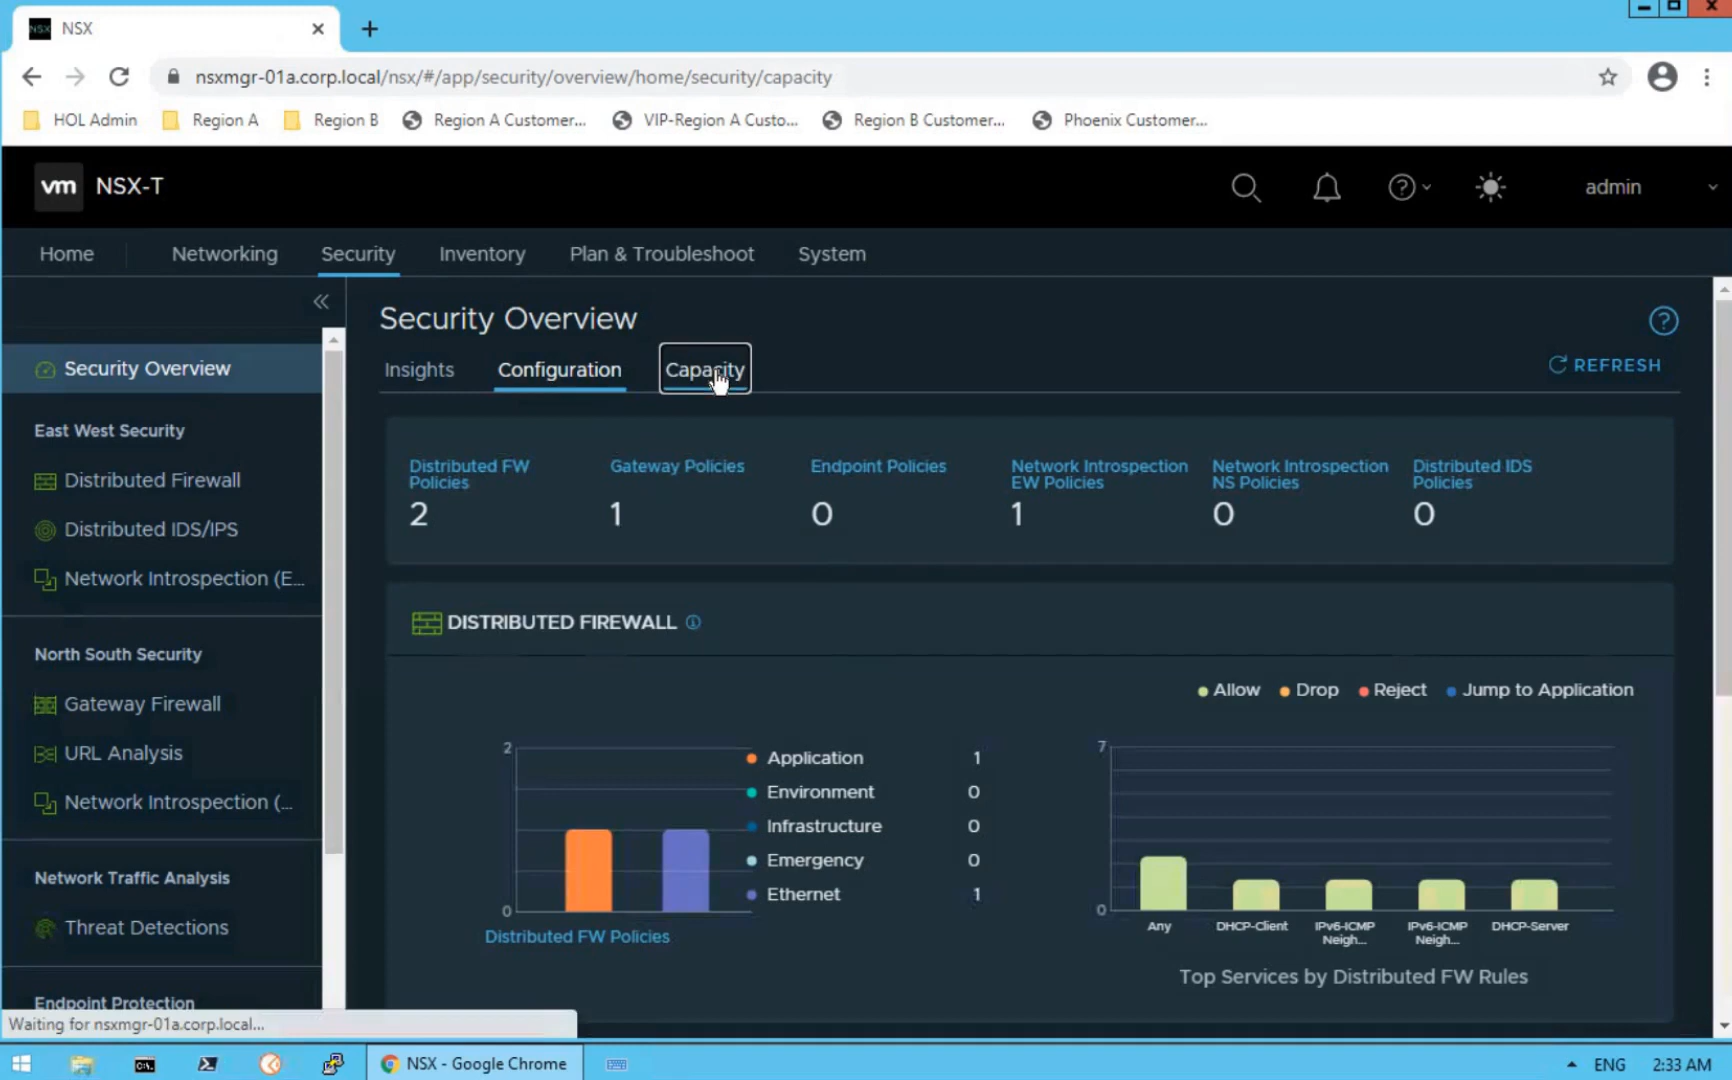 NSX
nsxmgr-01a.corp.local/nsx/#/app/security/overview/home/security/capacity
HOL Admin Region A Region B Region A Customer... VIP-Region A Custo... Region B Customer... Phoenix Customer...
vm NSX-T admin
Home Networking Security Inventory Plan & Troubleshoot System
Security Overview
East West Security
Distributed Firewall
Distributed IDS/IPS
Network Introspection (E...
North South Security
Gateway Firewall
URL Analysis
Network Introspection (...
Network Traffic Analysis
Threat Detections
Endpoint Protection
Security Overview
Insights Configuration Capacity REFRESH
Distributed FW Policies
2
Gateway Policies
1
Endpoint Policies
0
Network Introspection EW Policies
1
Network Introspection NS Policies
0
Distributed IDS Policies
0
DISTRIBUTED FIREWALL
Allow Drop Reject Jump to Application
2
0
Application 1
Environment 0
Infrastructure 0
Emergency 0
Ethernet 1
Distributed FW Policies
7
0
Any DHCP-Client IPv6-ICMP Neigh... IPv6-ICMP Neigh... DHCP-Server
Top Services by Distributed FW Rules
Waiting for nsxmgr-01a.corp.local...
NSX - Google Chrome ENG 2:33 AM